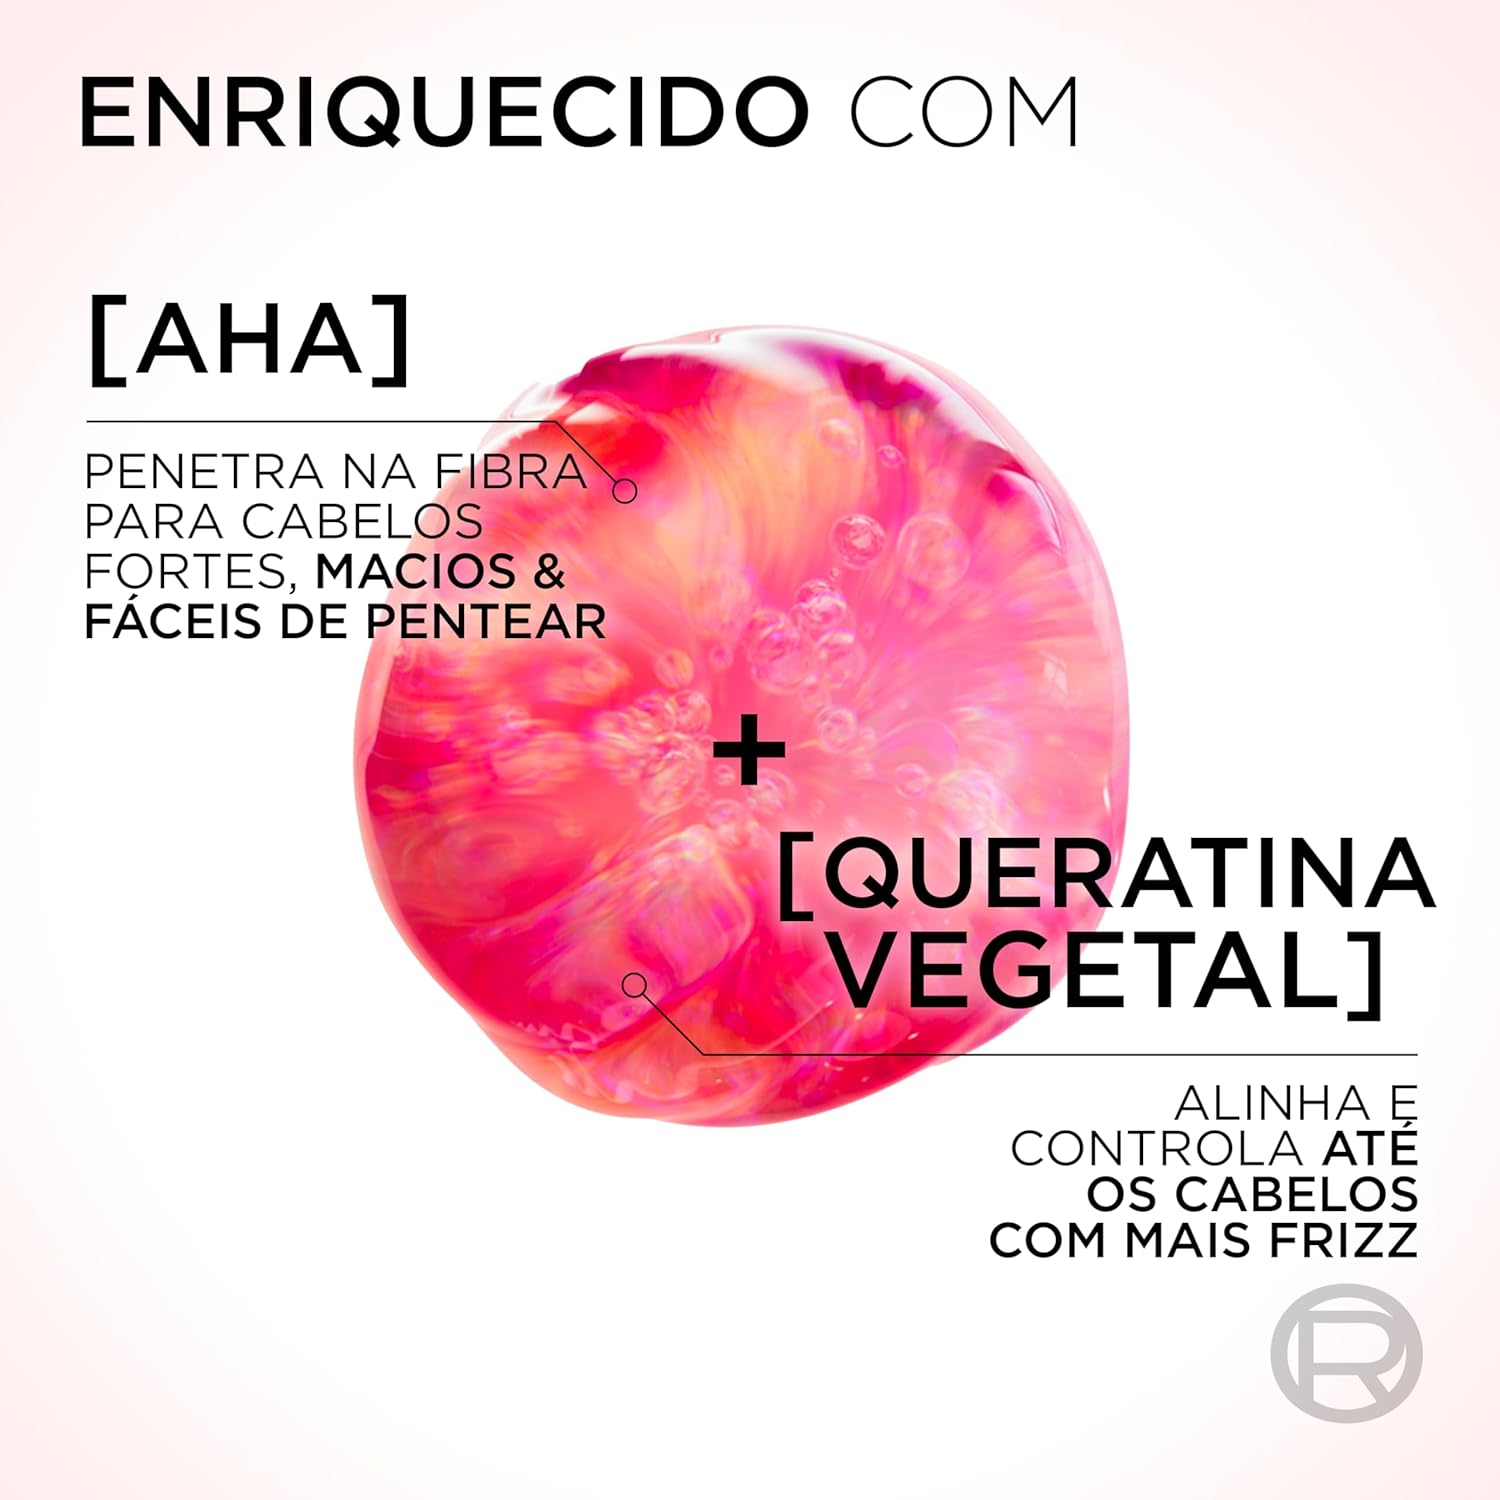 ENRIQUECIDO COM
[AHA]
PENETRA NA FIBRA
PARA CABELOS
FORTES, MACIOS &
FÁCEIS DE PENTEAR
+
[QUERATINA
VEGETAL]
ALINHA E
CONTROLA ATÉ
OS CABELOS
COM MAIS FRIZZ
R